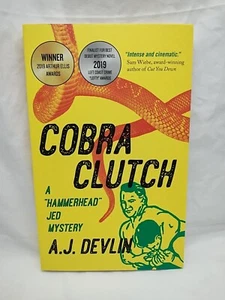 WINNER
2019 ARTHUR ELLIS
AWARDS
FINALIST FOR BEST
DEBUT MYSTERY NOVEL
2019
LEFT COAST CRIME
"LEFTY" AWARDS
"Intense and cinematic."
Sam Wiebe, award-winning
author of Cut You Down
COBRA
CLUTCH
A
"HAMMERHEAD"
JED
MYSTERY
A.J. DEVLIN